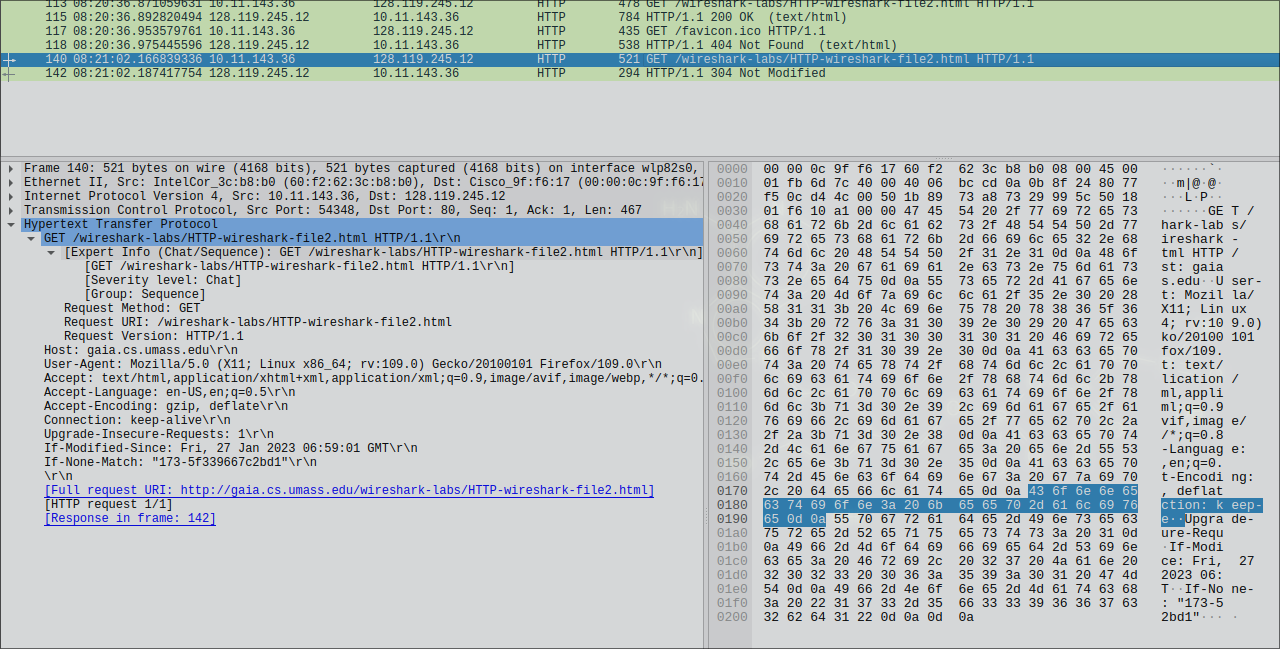 113 08:20:36.871059631 10.11.143.36 128.119.245.12 HTTP 478 GET /wireshark-labs/HTTP-wireshark-file2.html HTTP/1.1
115 08:20:36.892820494 128.119.245.12 10.11.143.36 HTTP 784 HTTP/1.1 200 OK (text/html)
117 08:20:36.953579761 10.11.143.36 128.119.245.12 HTTP 435 GET /favicon.ico HTTP/1.1
118 08:20:36.975445596 128.119.245.12 10.11.143.36 HTTP 538 HTTP/1.1 404 Not Found (text/html)
140 08:21:02.166839336 10.11.143.36 128.119.245.12 HTTP 521 GET /wireshark-labs/HTTP-wireshark-file2.html HTTP/1.1
142 08:21:02.187417754 128.119.245.12 10.11.143.36 HTTP 294 HTTP/1.1 304 Not Modified
Frame 140: 521 bytes on wire (4168 bits), 521 bytes captured (4168 bits) on interface wlp82s0,
Ethernet II, Src: IntelCor_3c:b8:b0 (60:f2:62:3c:b8:b0), Dst: Cisco_9f:f6:17 (00:00:0c:9f:f6:17
Internet Protocol Version 4, Src: 10.11.143.36, Dst: 128.119.245.12
Transmission Control Protocol, Src Port: 54348, Dst Port: 80, Seq: 1, Ack: 1, Len: 467
Hypertext Transfer Protocol
GET /wireshark-labs/HTTP-wireshark-file2.html HTTP/1.1\r\n
[Expert Info (Chat/Sequence): GET /wireshark-labs/HTTP-wireshark-file2.html HTTP/1.1\r\n]
[GET /wireshark-labs/HTTP-wireshark-file2.html HTTP/1.1\r\n]
[Severity level: Chat]
[Group: Sequence]
Request Method: GET
Request URI: /wireshark-labs/HTTP-wireshark-file2.html
Request Version: HTTP/1.1
Host: gaia.cs.umass.edu\r\n
User-Agent: Mozilla/5.0 (X11; Linux x86_64; rv:109.0) Gecko/20100101 Firefox/109.0\r\n
Accept: text/html,application/xhtml+xml,application/xml;q=0.9,image/avif,image/webp,*/*;q=0.
Accept-Language: en-US,en;q=0.5\r\n
Accept-Encoding: gzip, deflate\r\n
Connection: keep-alive\r\n
Upgrade-Insecure-Requests: 1\r\n
If-Modified-Since: Fri, 27 Jan 2023 06:59:01 GMT\r\n
If-None-Match: "173-5f339667c2bd1"\r\n
\r\n
[Full request URI: http://gaia.cs.umass.edu/wireshark-labs/HTTP-wireshark-file2.html]
[HTTP request 1/1]
[Response in frame: 142]
0000 00 00 0c 9f f6 17 60 f2 62 3c b8 b0 08 00 45 00 ······`·
0010 01 fb 6d 7c 40 00 40 06 bc cd 0a 0b 8f 24 80 77 ··m|@·@·
0020 f5 0c d4 4c 00 50 1b 89 73 a8 73 29 99 5c 50 18 ···L·P··
0030 01 f6 10 a1 00 00 47 45 54 20 2f 77 69 72 65 73 ······GE T /
0040 68 61 72 6b 2d 6c 61 62 73 2f 48 54 54 50 2d 77 hark-lab s/
0050 69 72 65 73 68 61 72 6b 2d 66 69 6c 65 32 2e 68 ireshark -
0060 74 6d 6c 20 48 54 54 50 2f 31 2e 31 0d 0a 48 6f tml HTTP /
0070 73 74 3a 20 67 61 69 61 2e 63 73 2e 75 6d 61 73 st: gaia
0080 73 2e 65 64 75 0d 0a 55 73 65 72 2d 41 67 65 6e s.edu··U ser-
0090 74 3a 20 4d 6f 7a 69 6c 6c 61 2f 35 2e 30 20 28 t: Mozil la/
00a0 58 31 31 3b 20 4c 69 6e 75 78 20 78 38 36 5f 36 X11; Lin ux
00b0 34 3b 20 72 76 3a 31 30 39 2e 30 29 20 47 65 63 4; rv:10 9.0)
00c0 6b 6f 2f 32 30 31 30 30 31 30 31 20 46 69 72 65 ko/20100 101
00d0 66 6f 78 2f 31 30 39 2e 30 0d 0a 41 63 63 65 70 fox/109.
00e0 74 3a 20 74 65 78 74 2f 68 74 6d 6c 2c 61 70 70 t: text/
00f0 6c 69 63 61 74 69 6f 6e 2f 78 68 74 6d 6c 2b 78 lication /
0100 6d 6c 2c 61 70 70 6c 69 63 61 74 69 6f 6e 2f 78 ml,appli
0110 6d 6c 3b 71 3d 30 2e 39 2c 69 6d 61 67 65 2f 61 ml;q=0.9
0120 76 69 66 2c 69 6d 61 67 65 2f 77 65 62 70 2c 2a vif,imag e/
0130 2f 2a 3b 71 3d 30 2e 38 0d 0a 41 63 63 65 70 74 /*;q=0.8
0140 2d 4c 61 6e 67 75 61 67 65 3a 20 65 6e 2d 55 53 -Languag e:
0150 2c 65 6e 3b 71 3d 30 2e 35 0d 0a 41 63 63 65 70 ,en;q=0.
0160 74 2d 45 6e 63 6f 64 69 6e 67 3a 20 67 7a 69 70 t-Encodi ng:
0170 2c 20 64 65 66 6c 61 74 65 0d 0a 43 6f 6e 6e 65 , deflat
0180 63 74 69 6f 6e 3a 20 6b 65 65 70 2d 61 6c 69 76 ction: k eep-
0190 65 0d 0a 55 70 67 72 61 64 65 2d 49 6e 73 65 63 e··Upgra de-
01a0 75 72 65 2d 52 65 71 75 65 73 74 73 3a 20 31 0d ure-Requ
01b0 0a 49 66 2d 4d 6f 64 69 66 69 65 64 2d 53 69 6e ·If-Modi
01c0 63 65 3a 20 46 72 69 2c 20 32 37 20 4a 61 6e 20 ce: Fri, 27
01d0 32 30 32 33 20 30 36 3a 35 39 3a 30 31 20 47 4d 2023 06:
01e0 54 0d 0a 49 66 2d 4e 6f 6e 65 2d 4d 61 74 63 68 T··If-No ne-
01f0 3a 20 22 31 37 33 2d 35 66 33 33 39 36 36 37 63 : "173-5
0200 32 62 64 31 22 0d 0a 0d 0a 2bd1"··· ·